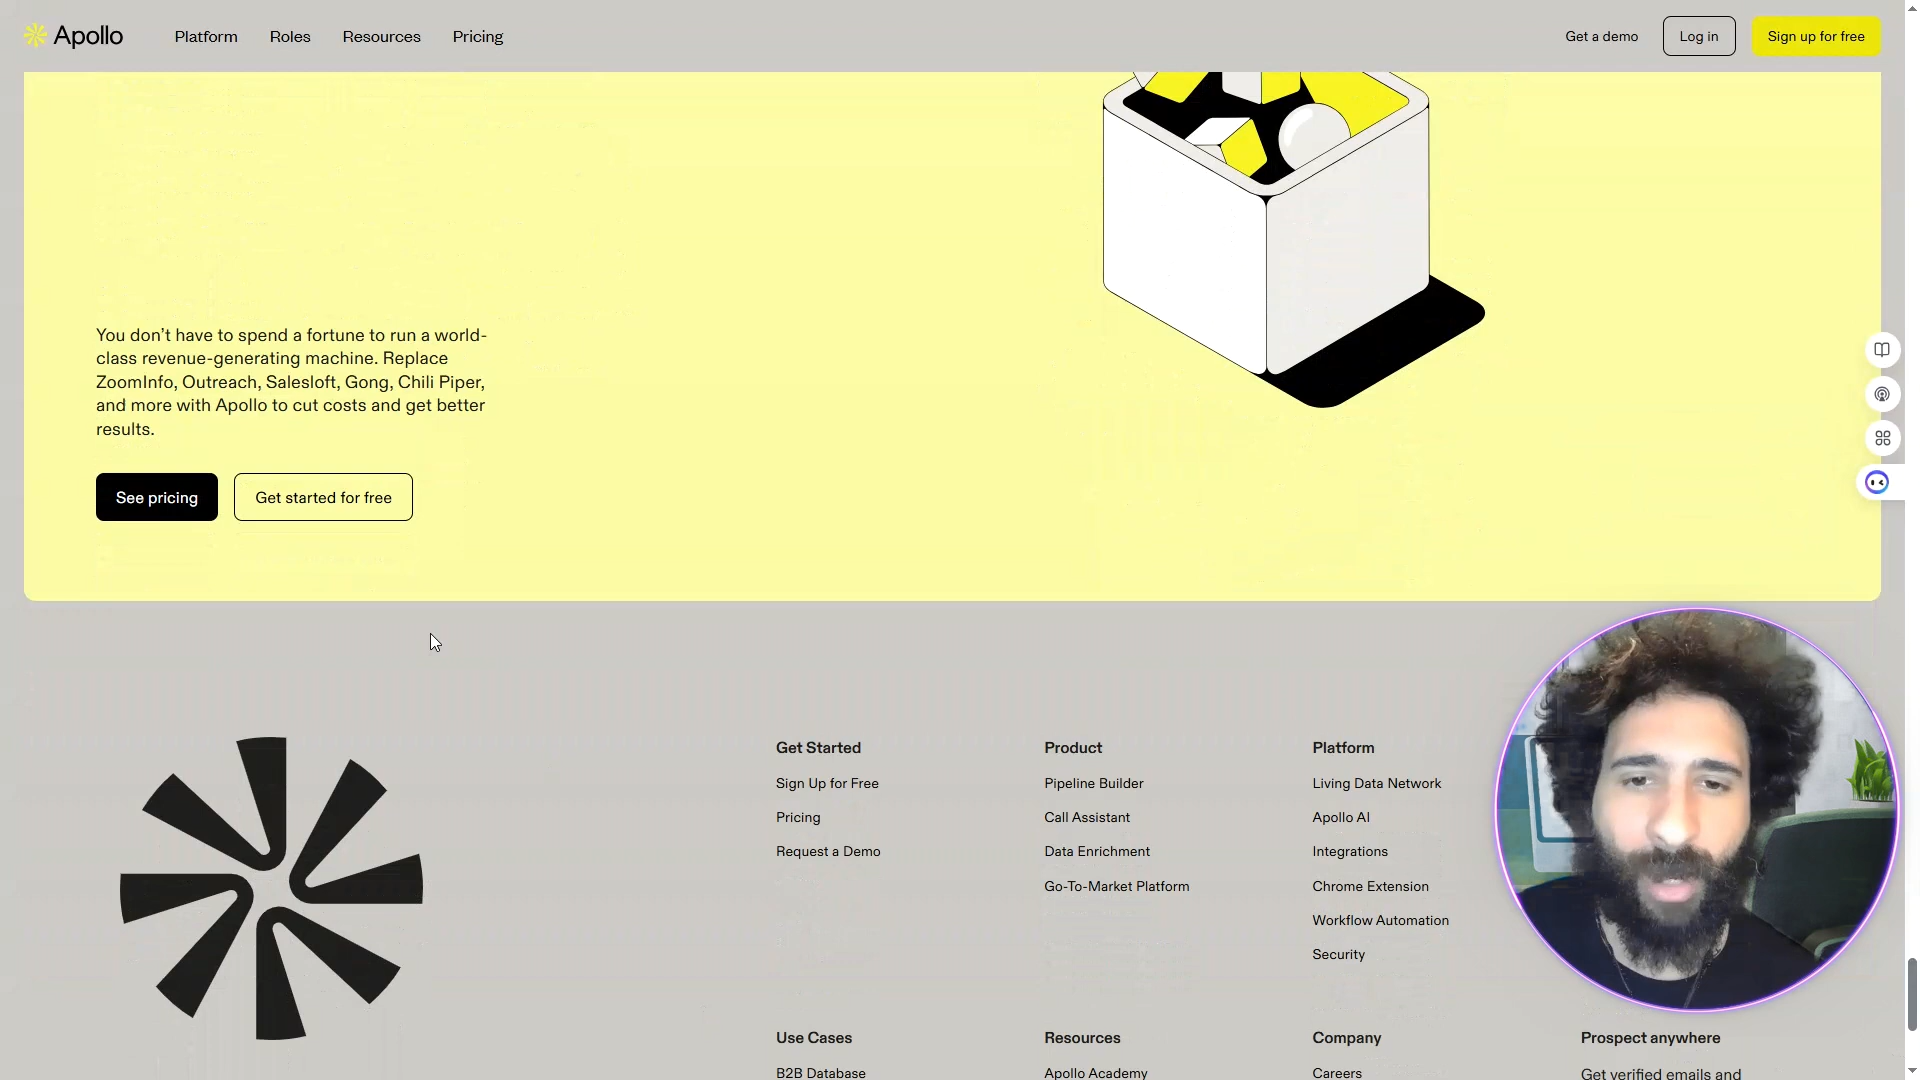 Apollo
Platform
Roles
Resources
Pricing
Get a demo
Log in
Sign up for free
You don’t have to spend a fortune to run a world-
class revenue-generating machine. Replace
ZoomInfo, Outreach, Salesloft, Gong, Chili Piper,
and more with Apollo to cut costs and get better
results.
See pricing
Get started for free
Get Started
Sign Up for Free
Pricing
Request a Demo
Product
Pipeline Builder
Call Assistant
Data Enrichment
Go-To-Market Platform
Platform
Living Data Network
Apollo AI
Integrations
Chrome Extension
Workflow Automation
Security
Use Cases
B2B Database
Resources
Apollo Academy
Company
Careers
Prospect anywhere
Get verified emails and